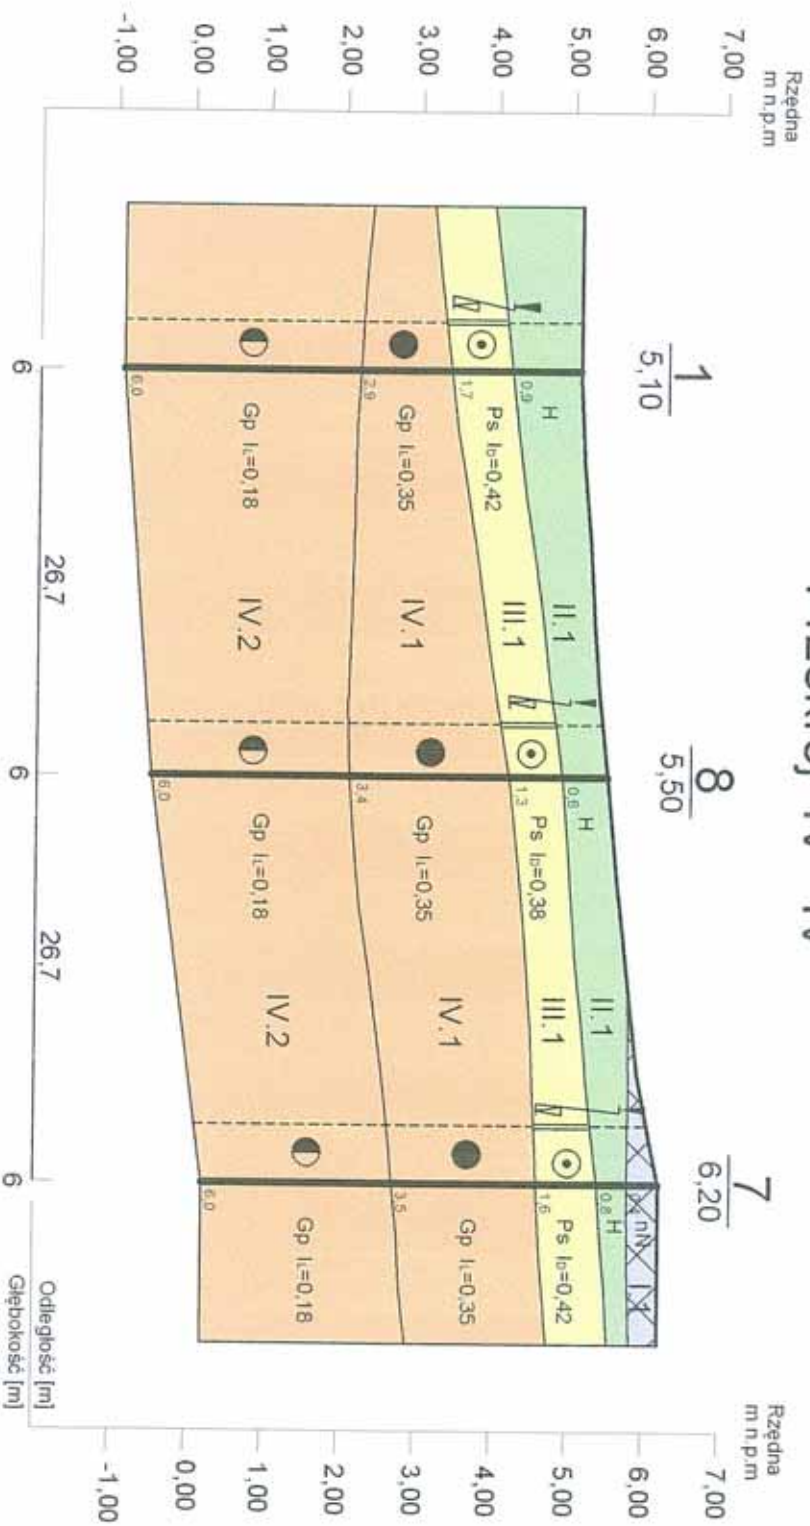 Rzędna
m n.p.m
7,00
6,00
5,00
4,00
3,00
2,00
1,00
0,00
-1,00
1
5,10
8
5,50
7
6,20
H
0,9
Ps ID=0,42
1,7
Gp IL=0,35
2,9
Gp IL=0,18
6,0
II.1
III.1
IV.1
IV.2
H
0,6
Ps ID=0,38
1,3
Gp IL=0,35
3,4
Gp IL=0,18
6,0
II.1
III.1
IV.1
IV.2
nN
I.1
H
0,8
Ps ID=0,42
1,6
Gp IL=0,35
3,5
Gp IL=0,18
6,0
Rzędna
m n.p.m
7,00
6,00
5,00
4,00
3,00
2,00
1,00
0,00
-1,00
26,7
26,7
Odległość [m]
6
6
6
Głębokość [m]